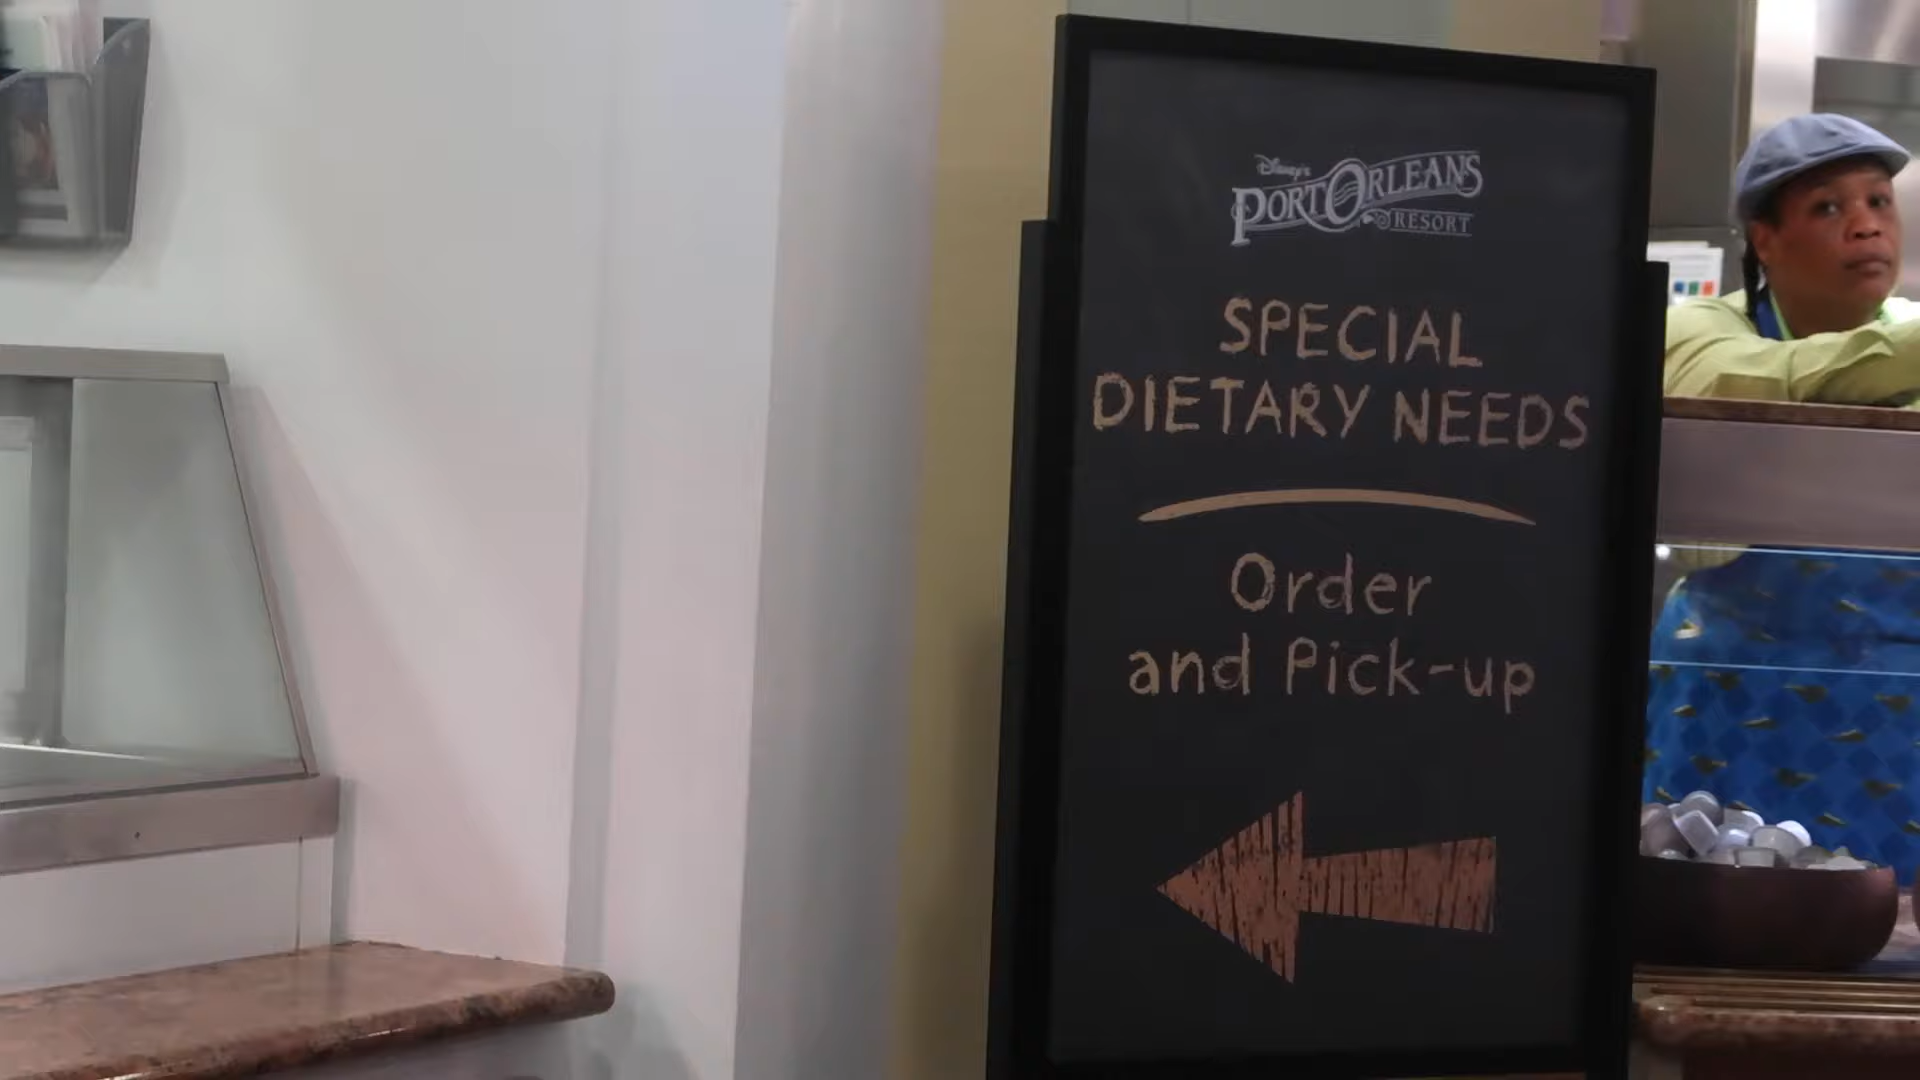 Disney's
PORT ORLEANS
RESORT
SPECIAL
DIETARY NEEDS
Order
and Pick-up